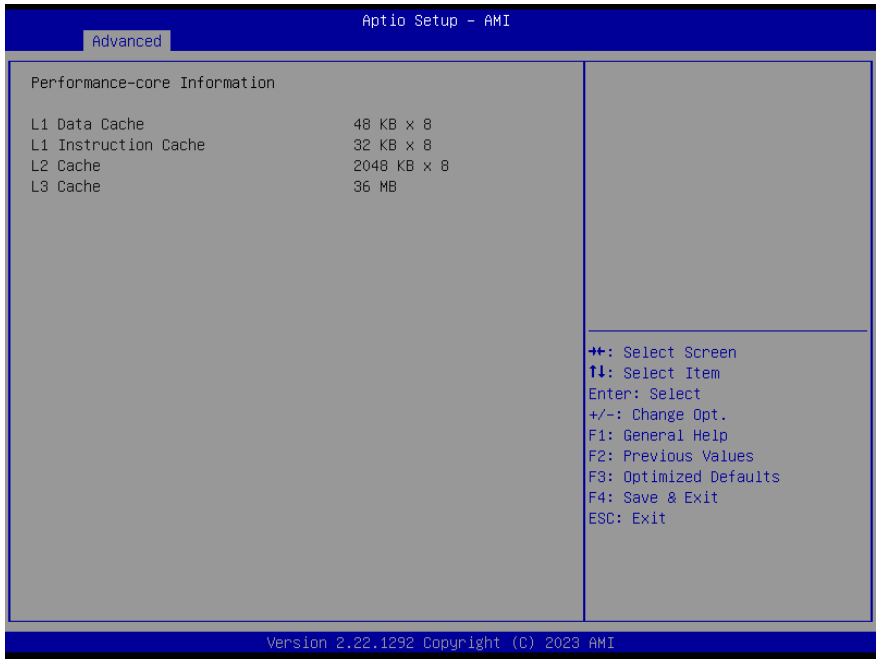 Aptio Setup – AMI
Advanced
Performance-core Information
L1 Data Cache 48 KB x 8
L1 Instruction Cache 32 KB x 8
L2 Cache 2048 KB x 8
L3 Cache 36 MB
→←: Select Screen
↑↓: Select Item
Enter: Select
+/-: Change Opt.
F1: General Help
F2: Previous Values
F3: Optimized Defaults
F4: Save & Exit
ESC: Exit
Version 2.22.1292 Copyright (C) 2023 AMI